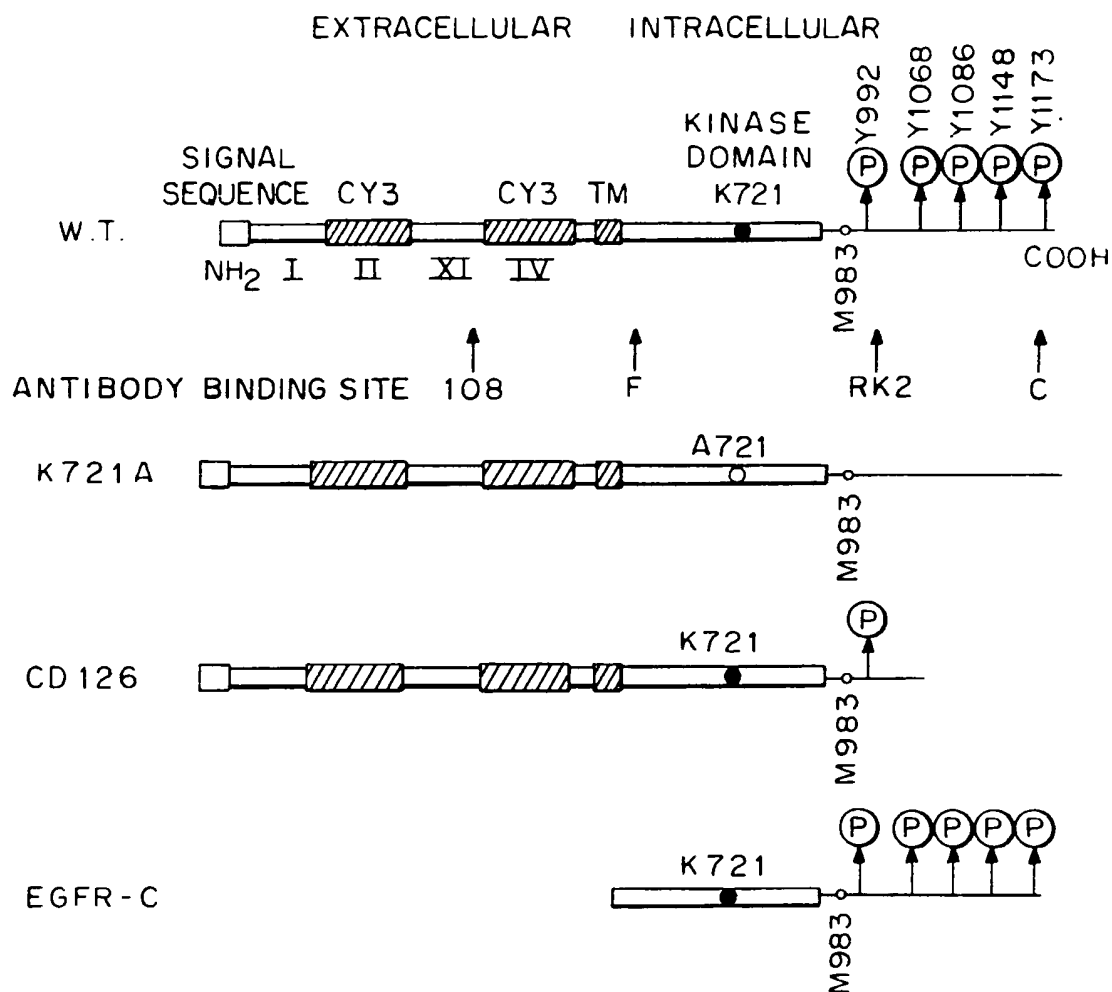 EXTRACELLULAR INTRACELLULAR
Y992
Y1068
Y1086
Y1148
Y1173
P P P P P
KINASE
DOMAIN
K721
SIGNAL
SEQUENCE
CY3 CY3 TM
W.T.
NH2 I II XI IV
M983
COOH
ANTIBODY BINDING SITE 108 F RK2 C
K721A
A721
M983
CD126
K721
P
M983
EGFR-C
K721
P P P P P
M983